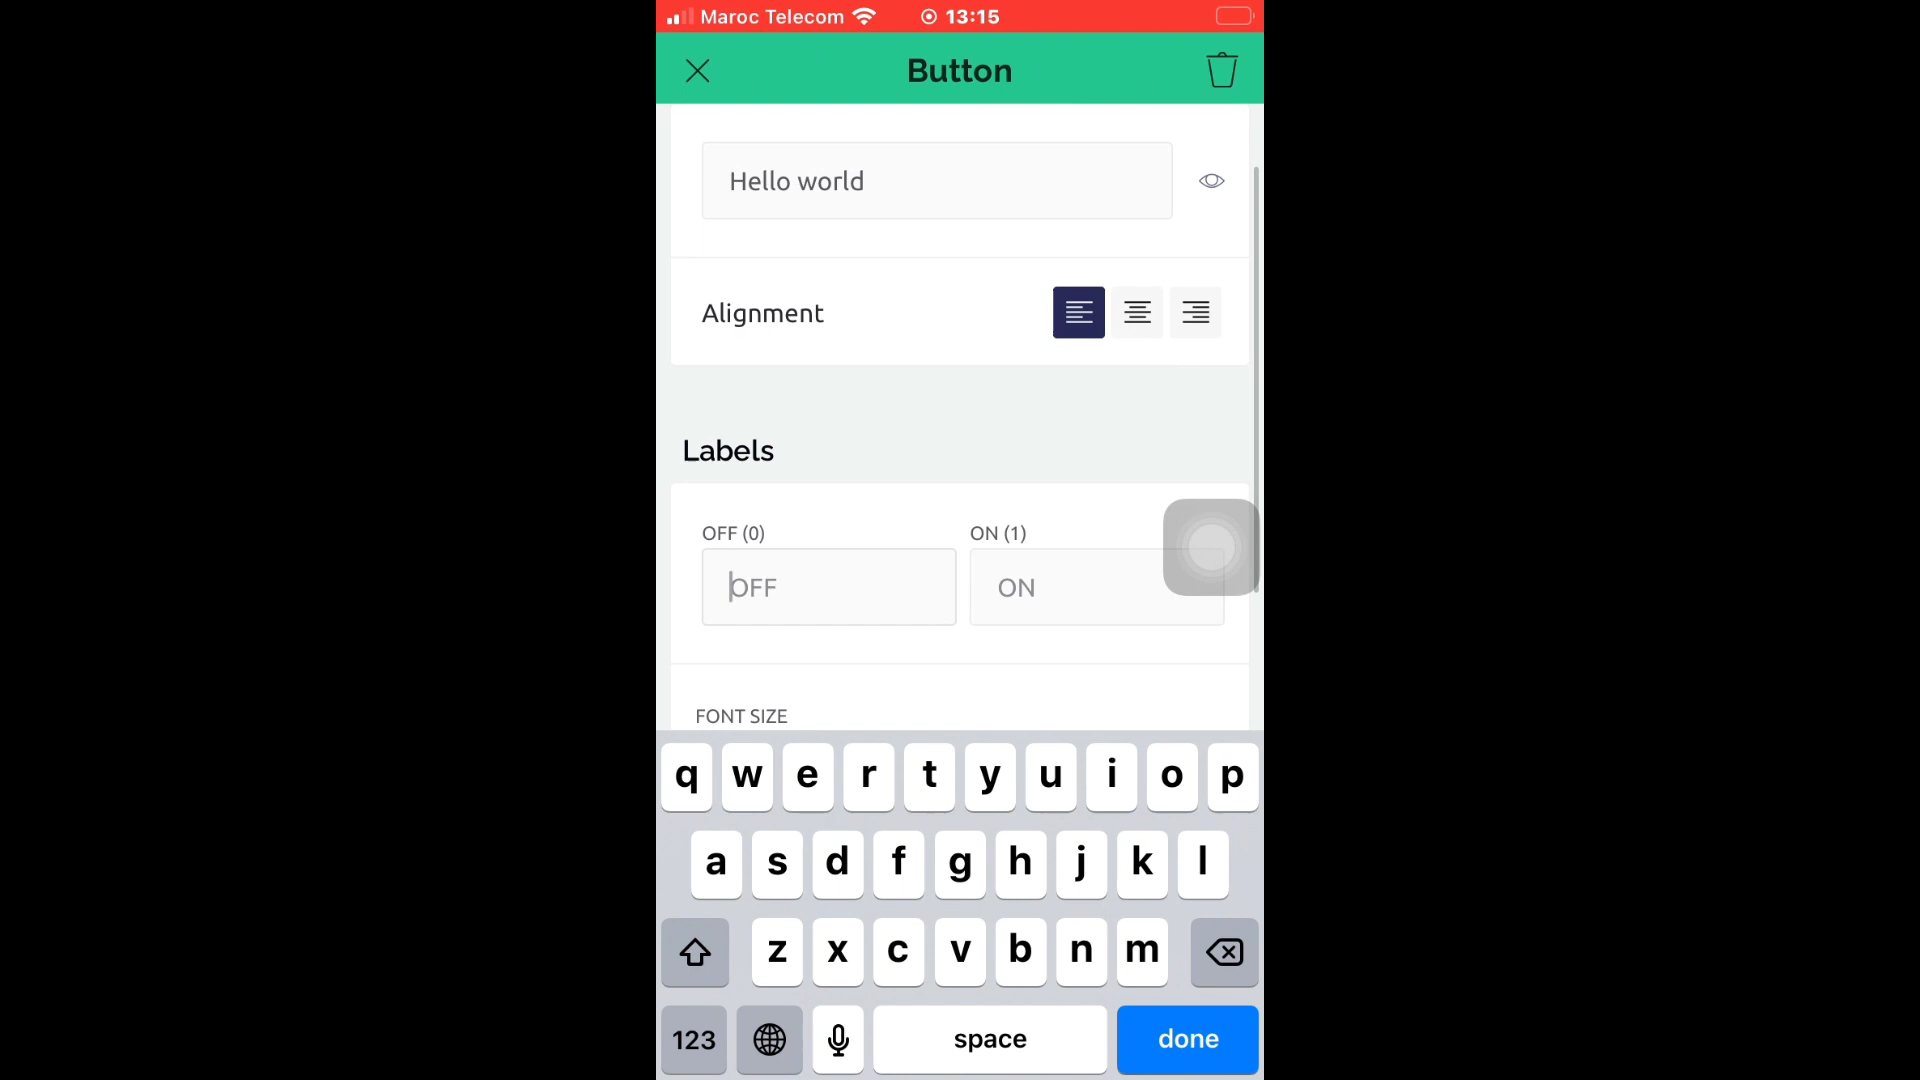 Maroc Telecom 13:15
Button
Hello world
Alignment
Labels
OFF (0) ON (1)
OFF ON
FONT SIZE
q w e r t y u i o p
a s d f g h j k l
z x c v b n m
123 space done